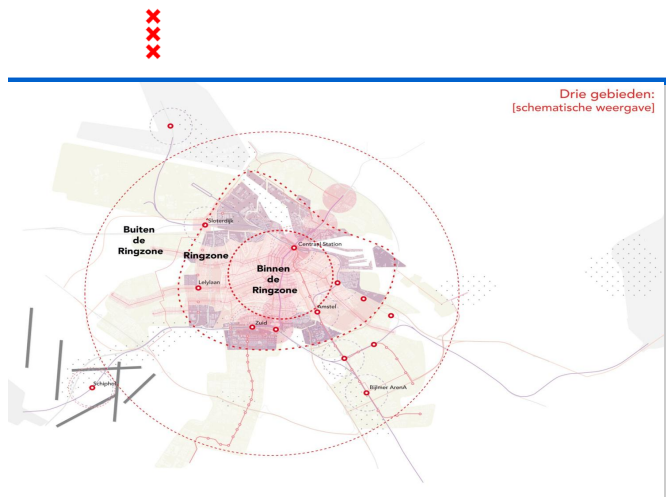 Drie gebieden:
[schematische weergave]
Sloterdijk
Buiten
de
Ringzone
Ringzone
Centraal Station
Binnen
de
Ringzone
Lelylaan
Amstel
Zuid
Schiphol
Bijlmer ArenA